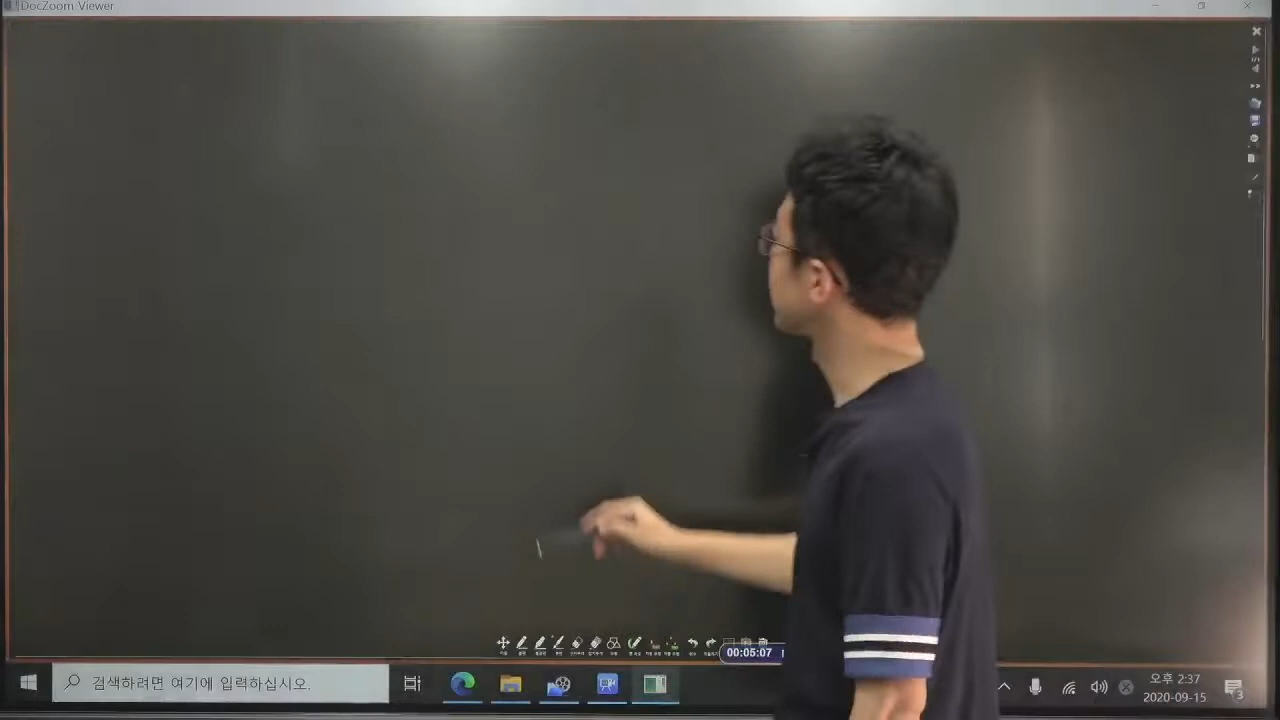 DocZoom Viewer
00:05:07
검색하려면 여기에 입력하십시오.
오후 2:37
2020-09-15
3